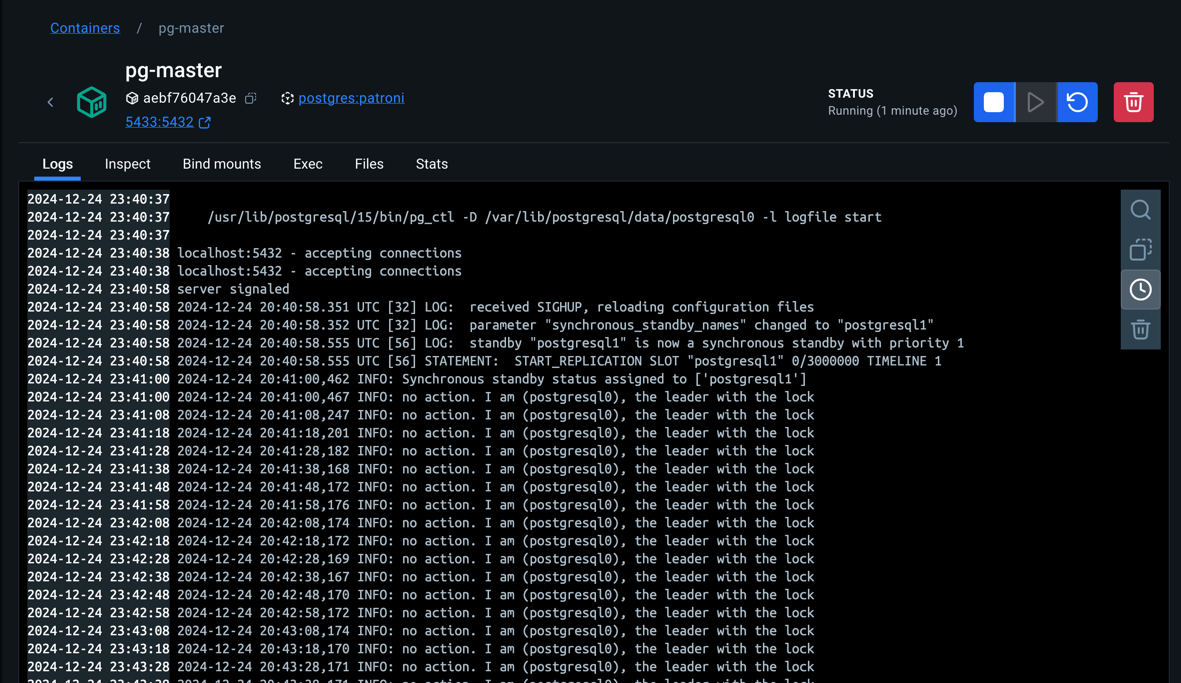 Containers / pg-master
pg-master
aebf76047a3e postgres:patroni
5433:5432
STATUS
Running (1 minute ago)
Logs Inspect Bind mounts Exec Files Stats
2024-12-24 23:40:37
2024-12-24 23:40:37 /usr/lib/postgresql/15/bin/pg_ctl -D /var/lib/postgresql/data/postgresql0 -l logfile start
2024-12-24 23:40:37
2024-12-24 23:40:38 localhost:5432 - accepting connections
2024-12-24 23:40:38 localhost:5432 - accepting connections
2024-12-24 23:40:58 server signaled
2024-12-24 23:40:58 2024-12-24 20:40:58.351 UTC [32] LOG: received SIGHUP, reloading configuration files
2024-12-24 23:40:58 2024-12-24 20:40:58.352 UTC [32] LOG: parameter "synchronous_standby_names" changed to "postgresql1"
2024-12-24 23:40:58 2024-12-24 20:40:58.555 UTC [56] LOG: standby "postgresql1" is now a synchronous standby with priority 1
2024-12-24 23:40:58 2024-12-24 20:40:58.555 UTC [56] STATEMENT: START_REPLICATION SLOT "postgresql1" 0/3000000 TIMELINE 1
2024-12-24 23:41:00 2024-12-24 20:41:00,462 INFO: Synchronous standby status assigned to ['postgresql1']
2024-12-24 23:41:00 2024-12-24 20:41:00,467 INFO: no action. I am (postgresql0), the leader with the lock
2024-12-24 23:41:08 2024-12-24 20:41:08,247 INFO: no action. I am (postgresql0), the leader with the lock
2024-12-24 23:41:18 2024-12-24 20:41:18,201 INFO: no action. I am (postgresql0), the leader with the lock
2024-12-24 23:41:28 2024-12-24 20:41:28,182 INFO: no action. I am (postgresql0), the leader with the lock
2024-12-24 23:41:38 2024-12-24 20:41:38,168 INFO: no action. I am (postgresql0), the leader with the lock
2024-12-24 23:41:48 2024-12-24 20:41:48,172 INFO: no action. I am (postgresql0), the leader with the lock
2024-12-24 23:41:58 2024-12-24 20:41:58,176 INFO: no action. I am (postgresql0), the leader with the lock
2024-12-24 23:42:08 2024-12-24 20:42:08,174 INFO: no action. I am (postgresql0), the leader with the lock
2024-12-24 23:42:18 2024-12-24 20:42:18,172 INFO: no action. I am (postgresql0), the leader with the lock
2024-12-24 23:42:28 2024-12-24 20:42:28,169 INFO: no action. I am (postgresql0), the leader with the lock
2024-12-24 23:42:38 2024-12-24 20:42:38,167 INFO: no action. I am (postgresql0), the leader with the lock
2024-12-24 23:42:48 2024-12-24 20:42:48,170 INFO: no action. I am (postgresql0), the leader with the lock
2024-12-24 23:42:58 2024-12-24 20:42:58,172 INFO: no action. I am (postgresql0), the leader with the lock
2024-12-24 23:43:08 2024-12-24 20:43:08,174 INFO: no action. I am (postgresql0), the leader with the lock
2024-12-24 23:43:18 2024-12-24 20:43:18,170 INFO: no action. I am (postgresql0), the leader with the lock
2024-12-24 23:43:28 2024-12-24 20:43:28,171 INFO: no action. I am (postgresql0), the leader with the lock